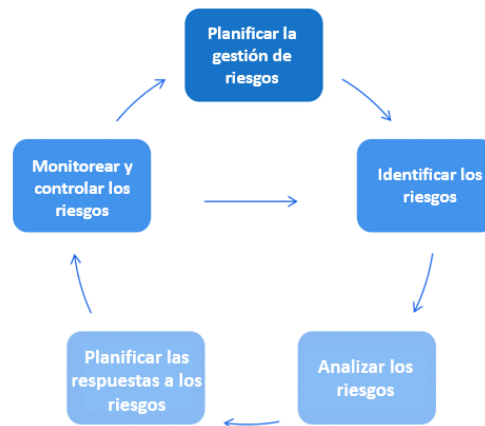 Planificar la
gestión de
riesgos
Identificar los
riesgos
Analizar los
riesgos
Planificar las
respuestas a los
riesgos
Monitorear y
controlar los
riesgos